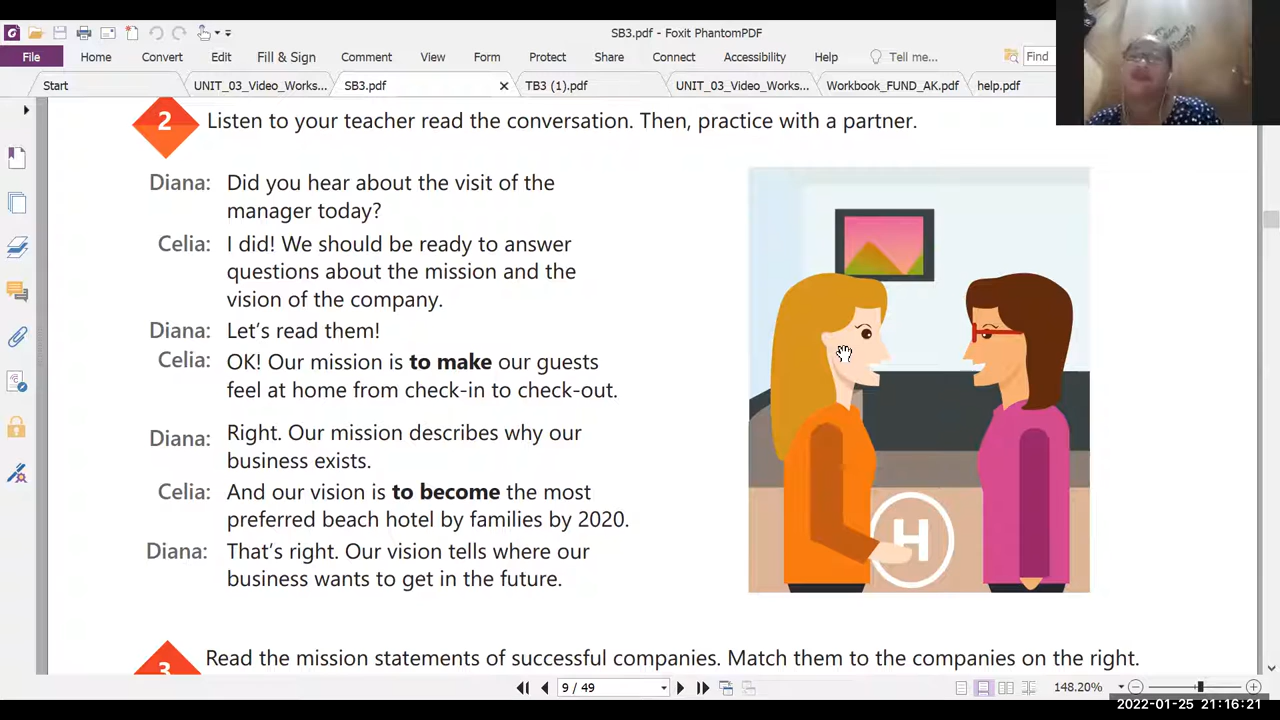 SB3.pdf - Foxit PhantomPDF
File Home Convert Edit Fill & Sign Comment View Form Protect Share Connect Accessibility Help Tell me... Find
Start UNIT_03_Video_Works... SB3.pdf TB3 (1).pdf UNIT_03_Video_Works... Workbook_FUND_AK.pdf help.pdf
2 Listen to your teacher read the conversation. Then, practice with a partner.
Diana: Did you hear about the visit of the
manager today?
Celia: I did! We should be ready to answer
questions about the mission and the
vision of the company.
Diana: Let's read them!
Celia: OK! Our mission is to make our guests
feel at home from check-in to check-out.
Diana: Right. Our mission describes why our
business exists.
Celia: And our vision is to become the most
preferred beach hotel by families by 2020.
Diana: That's right. Our vision tells where our
business wants to get in the future.
H
3 Read the mission statements of successful companies. Match them to the companies on the right.
9 / 49
148.20%
2022-01-25 21:16:21